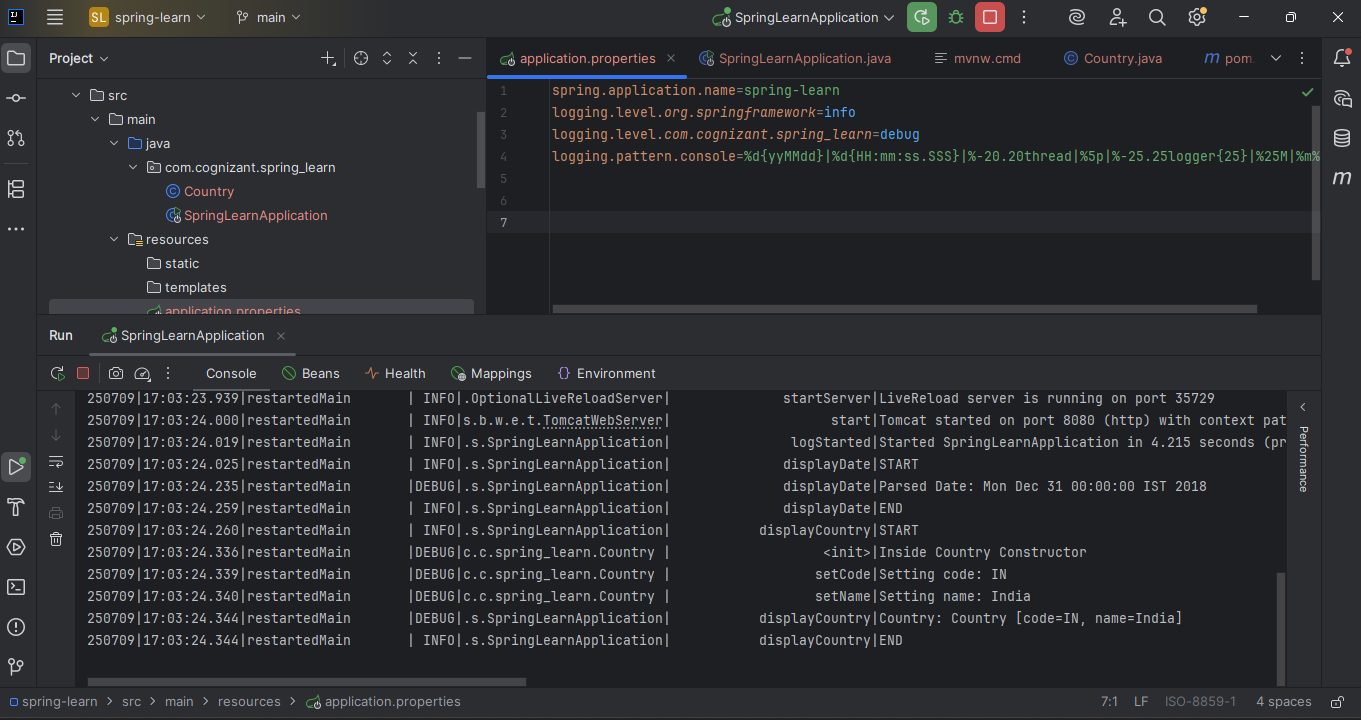 SL spring-learn main SpringLearnApplication
Project
application.properties SpringLearnApplication.java mvnw.cmd Country.java m pom.
src
main
java
com.cognizant.spring_learn
Country
SpringLearnApplication
resources
static
templates
application.properties
1 spring.application.name=spring-learn
2 logging.level.org.springframework=info
3 logging.level.com.cognizant.spring_learn=debug
4 logging.pattern.console=%d{yyMMdd}|%d{HH:mm:ss.SSS}|%-20.20thread|%5p|%-25.25logger{25}|%25M|%m%
5
6
7
Run SpringLearnApplication
Console Beans Health Mappings Environment
250709|17:03:23.939|restartedMain | INFO|.OptionalLiveReloadServer| startServer|LiveReload server is running on port 35729
250709|17:03:24.000|restartedMain | INFO|s.b.w.e.t.TomcatWebServer| start|Tomcat started on port 8080 (http) with context pat
250709|17:03:24.019|restartedMain | INFO|.s.SpringLearnApplication| logStarted|Started SpringLearnApplication in 4.215 seconds (pr
250709|17:03:24.025|restartedMain | INFO|.s.SpringLearnApplication| displayDate|START
250709|17:03:24.235|restartedMain |DEBUG|.s.SpringLearnApplication| displayDate|Parsed Date: Mon Dec 31 00:00:00 IST 2018
250709|17:03:24.259|restartedMain | INFO|.s.SpringLearnApplication| displayDate|END
250709|17:03:24.260|restartedMain | INFO|.s.SpringLearnApplication| displayCountry|START
250709|17:03:24.336|restartedMain |DEBUG|c.c.spring_learn.Country | <init>|Inside Country Constructor
250709|17:03:24.339|restartedMain |DEBUG|c.c.spring_learn.Country | setCode|Setting code: IN
250709|17:03:24.340|restartedMain |DEBUG|c.c.spring_learn.Country | setName|Setting name: India
250709|17:03:24.344|restartedMain |DEBUG|.s.SpringLearnApplication| displayCountry|Country: Country [code=IN, name=India]
250709|17:03:24.344|restartedMain | INFO|.s.SpringLearnApplication| displayCountry|END
Performance
m
spring-learn > src > main > resources > application.properties
7:1 LF ISO-8859-1 4 spaces